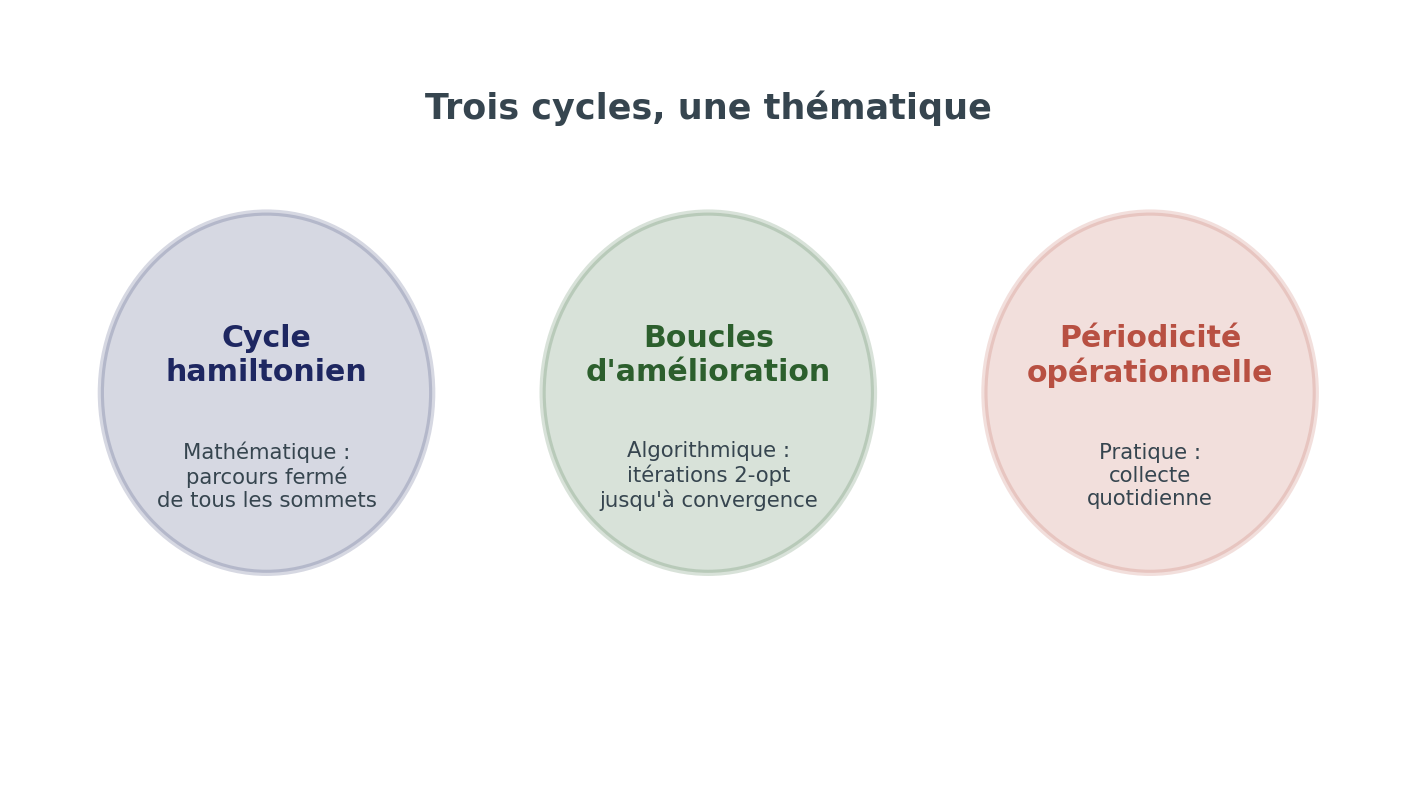 Trois cycles, une thématique
Cycle
hamiltonien
Mathématique :
parcours fermé
de tous les sommets
Boucles
d'amélioration
Algorithmique :
itérations 2-opt
jusqu'à convergence
Périodicité
opérationnelle
Pratique :
collecte
quotidienne